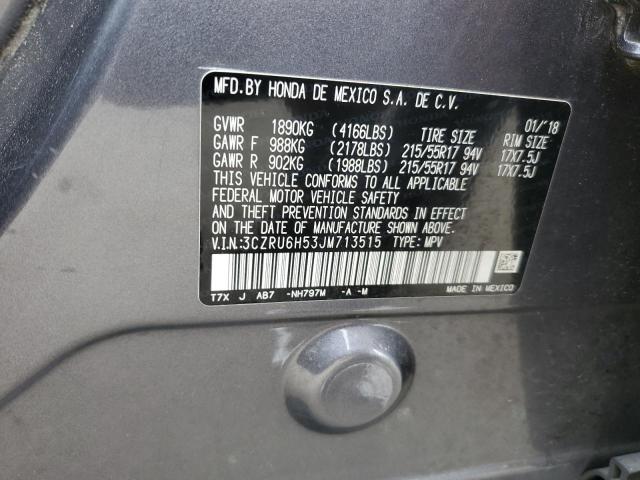 MFD.BY HONDA DE MEXICO S.A. DE C.V.
01/'18
GVWR 1890KG (4166LBS) TIRE SIZE RIM SIZE
GAWR F 988KG (2178LBS) 215/55R17 94V 17X7.5J
GAWR R 902KG (1988LBS) 215/55R17 94V 17X7.5J
THIS VEHICLE CONFORMS TO ALL APPLICABLE
FEDERAL MOTOR VEHICLE SAFETY
AND THEFT PREVENTION STANDARDS IN EFFECT
ON THE DATE OF MANUFACTURE SHOWN ABOVE.
V.I.N:3CZRU6H53JM713515 TYPE: MPV
T7X J AB7 -NH797M -A -M
MADE IN MEXICO